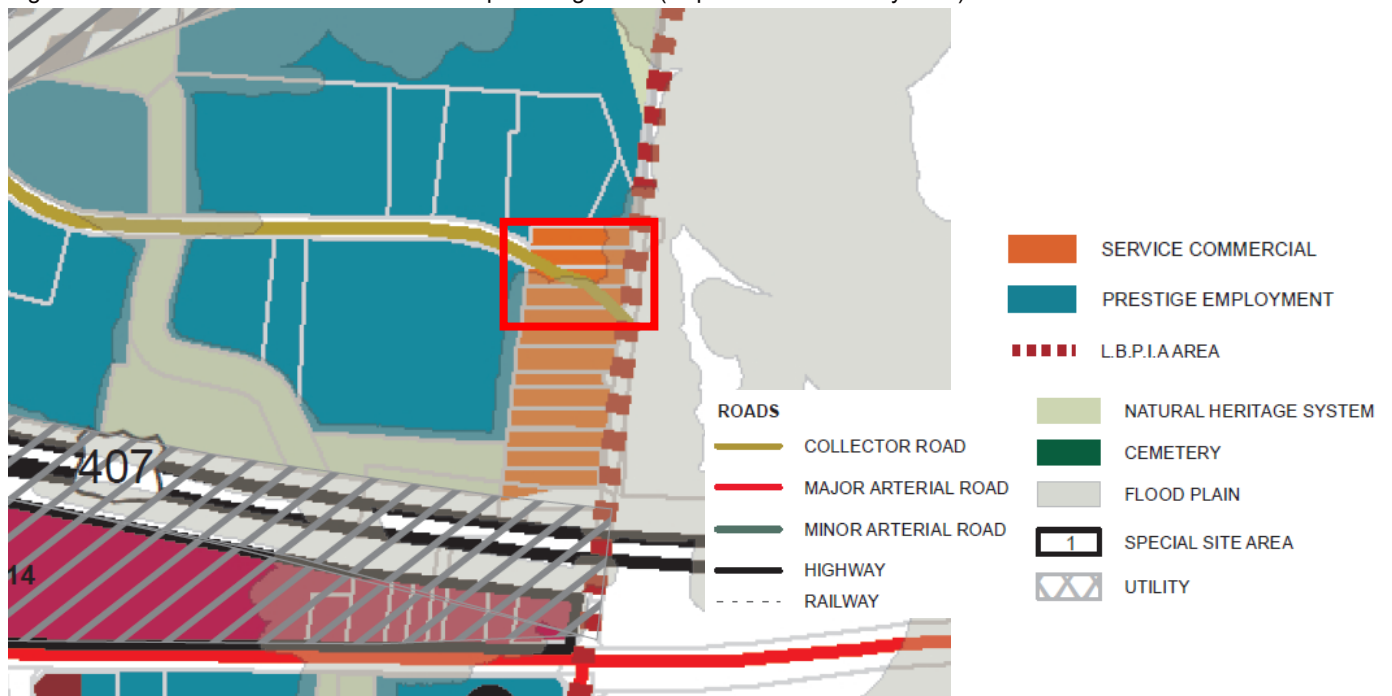 407
14
SERVICE COMMERCIAL
PRESTIGE EMPLOYMENT
L.B.P.I.A AREA
ROADS
COLLECTOR ROAD
MAJOR ARTERIAL ROAD
MINOR ARTERIAL ROAD
HIGHWAY
RAILWAY
NATURAL HERITAGE SYSTEM
CEMETERY
FLOOD PLAIN
1 SPECIAL SITE AREA
UTILITY